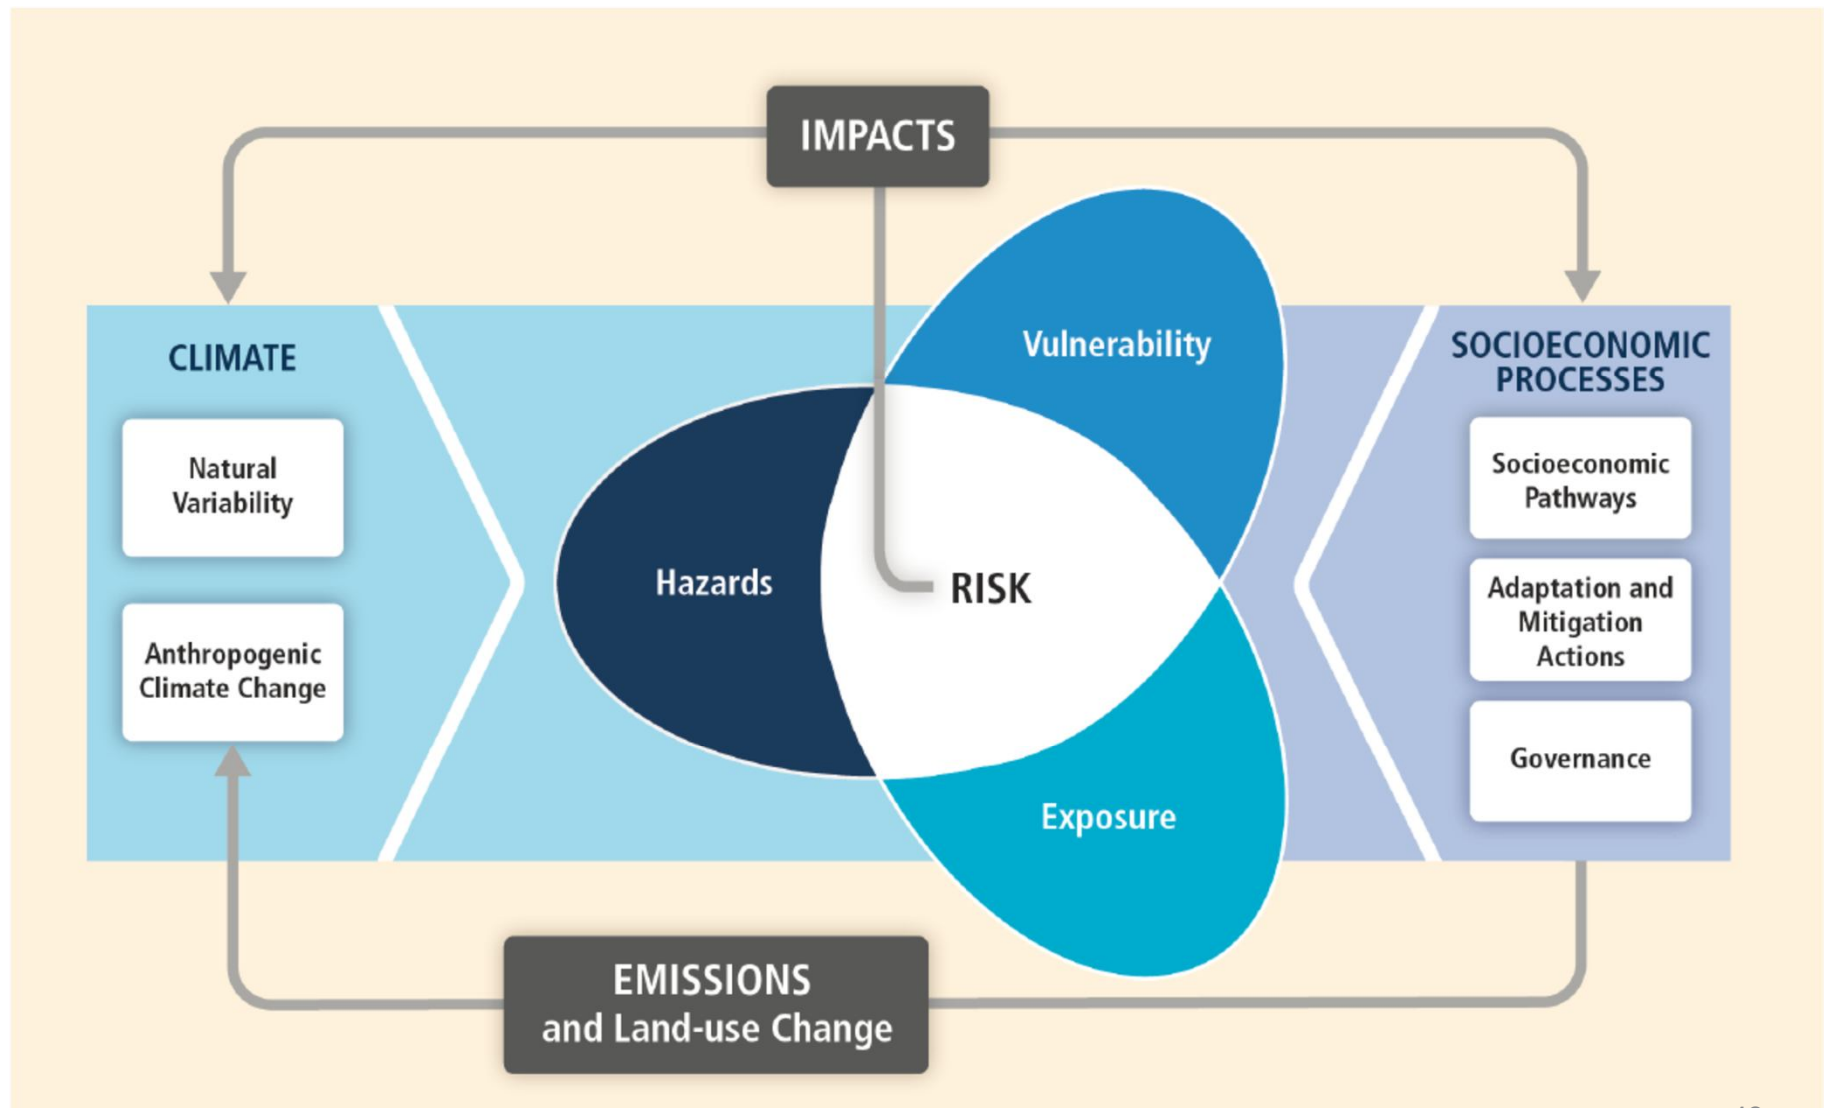 IMPACTS
CLIMATE
Natural
Variability
Anthropogenic
Climate Change
Vulnerability
Hazards
RISK
Exposure
SOCIOECONOMIC
PROCESSES
Socioeconomic
Pathways
Adaptation and
Mitigation
Actions
Governance
EMISSIONS
and Land-use Change